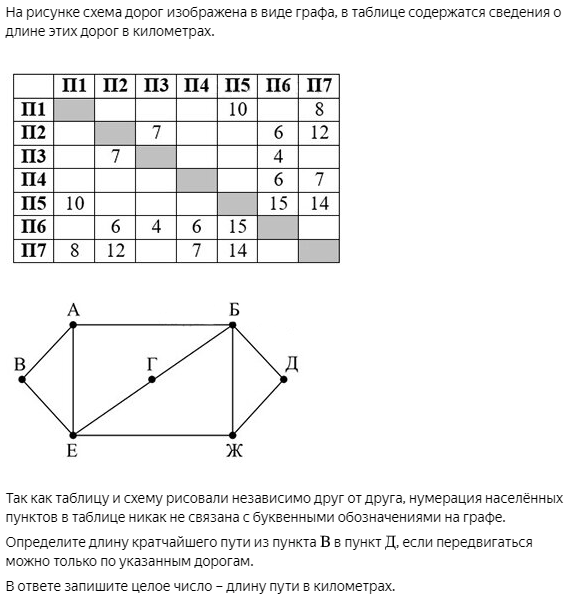 На рисунке схема дорог изображена в виде графа, в таблице содержатся сведения о
длине этих дорог в километрах.
П1 П2 П3 П4 П5 П6 П7
П1 10 8
П2 7 6 12
П3 7 4
П4 6 7
П5 10 15 14
П6 6 4 6 15
П7 8 12 7 14
А Б
В Г Д
Е Ж
Так как таблицу и схему рисовали независимо друг от друга, нумерация населённых
пунктов в таблице никак не связана с буквенными обозначениями на графе.
Определите длину кратчайшего пути из пункта В в пункт Д, если передвигаться
можно только по указанным дорогам.
В ответе запишите целое число – длину пути в километрах.